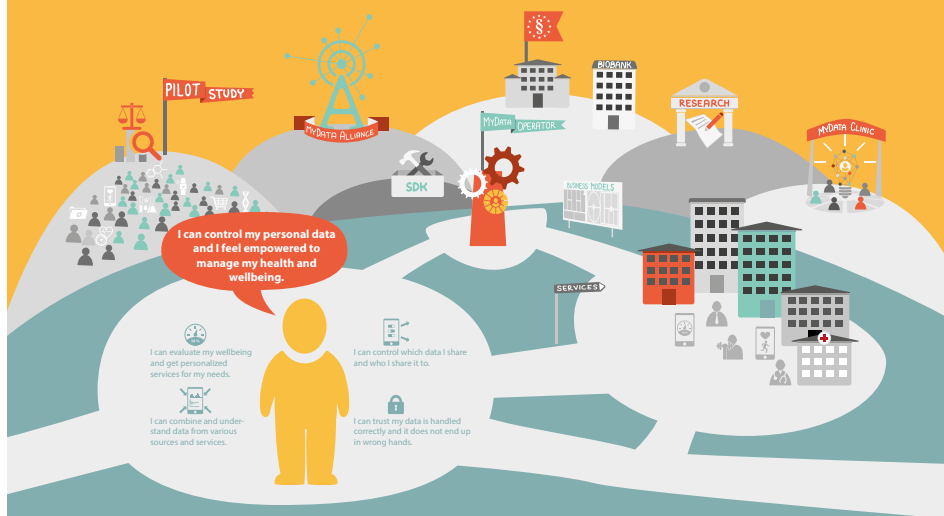 §
BIOBANK
PILOT STUDY
RESEARCH
MYDATA OPERATOR
MYDATA ALLIANCE
MYDATA CLINIC
SDK
BUSINESS MODELS
I can control my personal data
and I feel empowered to
manage my health and
wellbeing.
SERVICES
I can evaluate my wellbeing
and get personalized
services for my needs.
I can control which data I share
and who I share it to.
I can combine and under-
stand data from various
sources and services.
I can trust my data is handled
correctly and it does not end up
in wrong hands.